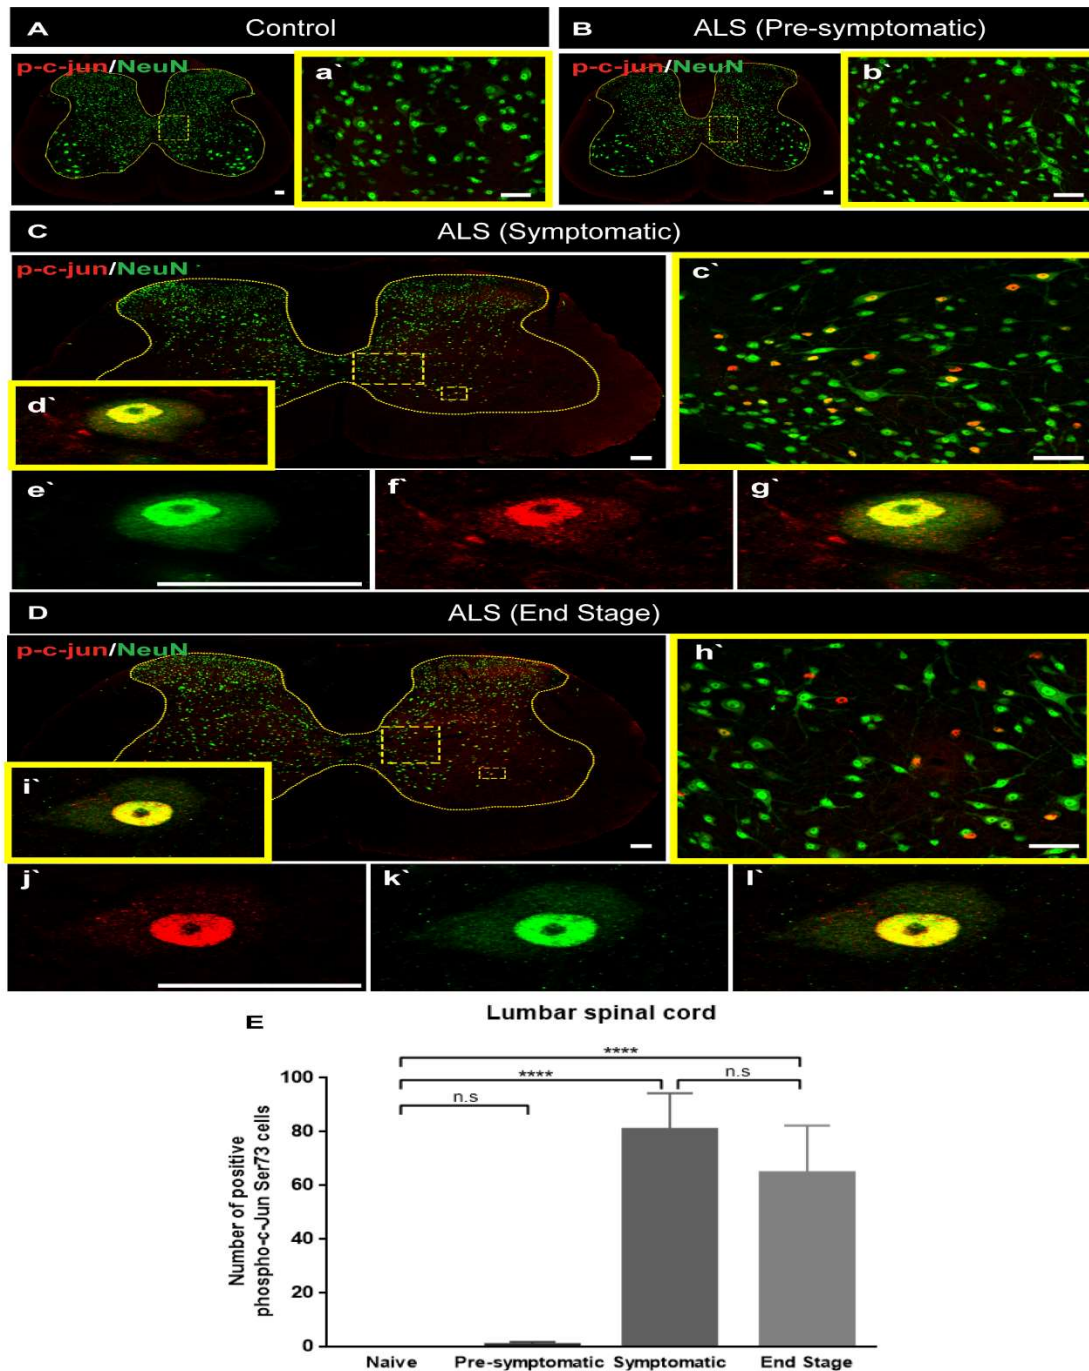 A Control
B ALS (Pre-symptomatic)
p-c-jun/NeuN
a`
p-c-jun/NeuN
b`
C ALS (Symptomatic)
p-c-jun/NeuN
c`
d`
e`
f`
g`
D ALS (End Stage)
p-c-jun/NeuN
h`
i`
j`
k`
l`
E
Lumbar spinal cord
****
**** n.s
n.s
Number of positive
phospho-c-Jun Ser73 cells
100
80
60
40
20
0
Naive Pre-symptomatic Symptomatic End Stage